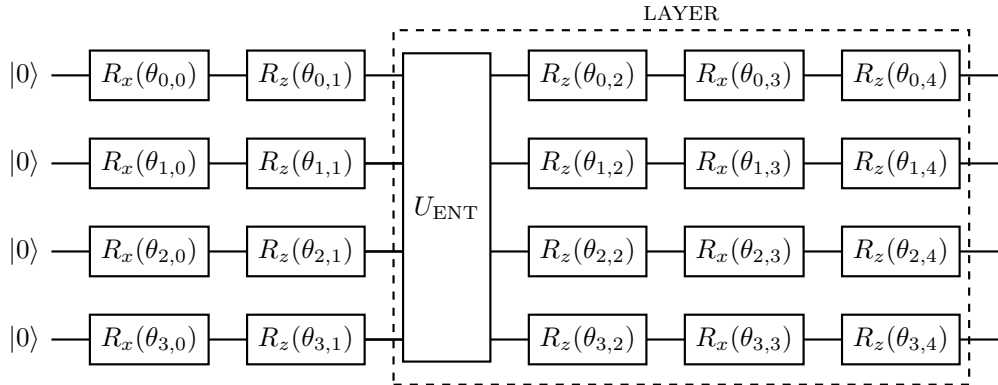 LAYER
|0⟩ R_x(θ_{0,0}) R_z(θ_{0,1}) R_z(θ_{0,2}) R_x(θ_{0,3}) R_z(θ_{0,4})
|0⟩ R_x(θ_{1,0}) R_z(θ_{1,1}) R_z(θ_{1,2}) R_x(θ_{1,3}) R_z(θ_{1,4})
U_{ENT}
|0⟩ R_x(θ_{2,0}) R_z(θ_{2,1}) R_z(θ_{2,2}) R_x(θ_{2,3}) R_z(θ_{2,4})
|0⟩ R_x(θ_{3,0}) R_z(θ_{3,1}) R_z(θ_{3,2}) R_x(θ_{3,3}) R_z(θ_{3,4})